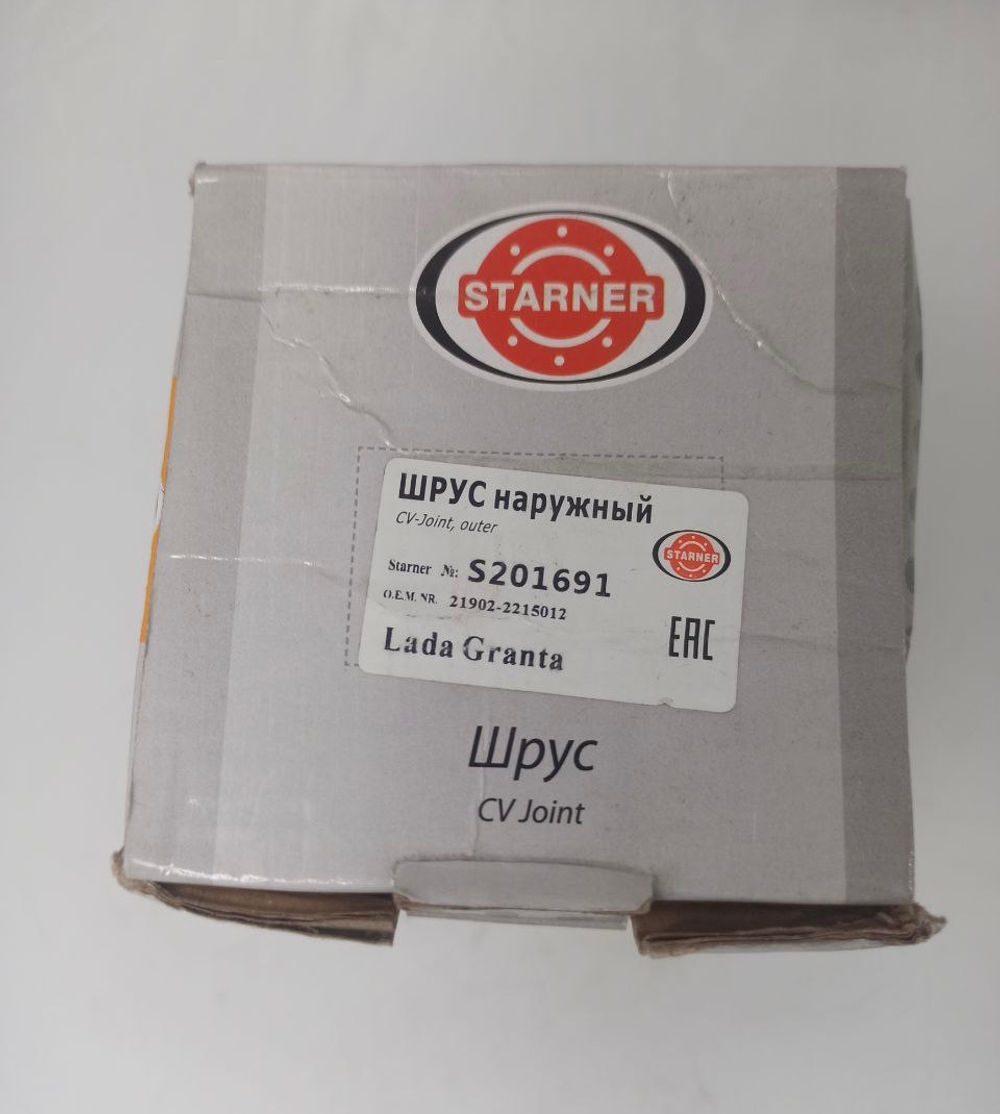 STARNER
ШРУС наружный
CV-Joint, outer
STARNER
Starner №: S201691
O.E.M. NR. 21902-2215012
Lada Granta
EAC
Шрус
CV Joint